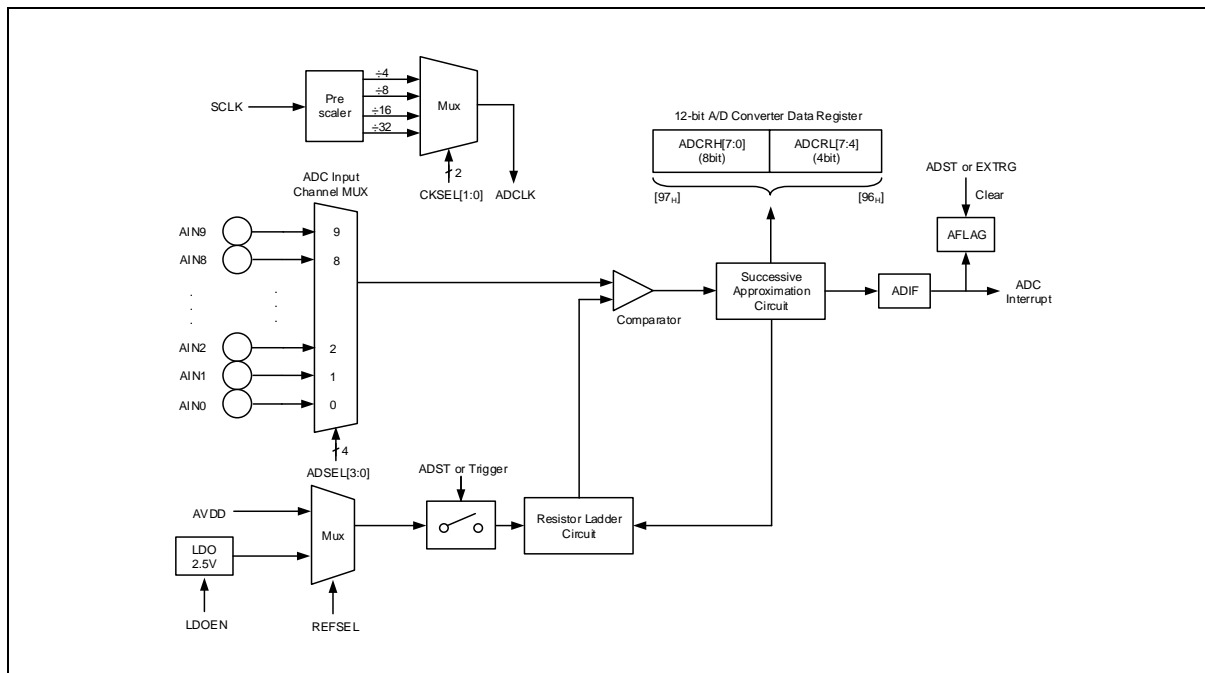 SCLK
Pre
scaler
÷4
÷8
÷16
÷32
Mux
2
CKSEL[1:0]
ADCLK
12-bit A/D Converter Data Register
ADCRH[7:0]
(8bit)
ADCRL[7:4]
(4bit)
[97H]
[96H]
ADST or EXTRG
Clear
AFLAG
ADC Input
Channel MUX
AIN9
9
AIN8
8
. .
. .
. .
AIN2
2
AIN1
1
AIN0
0
4
ADSEL[3:0]
Comparator
Successive
Approximation
Circuit
ADIF
ADC
Interrupt
AVDD
LDO
2.5V
LDOEN
Mux
REFSEL
ADST or Trigger
Resistor Ladder
Circuit